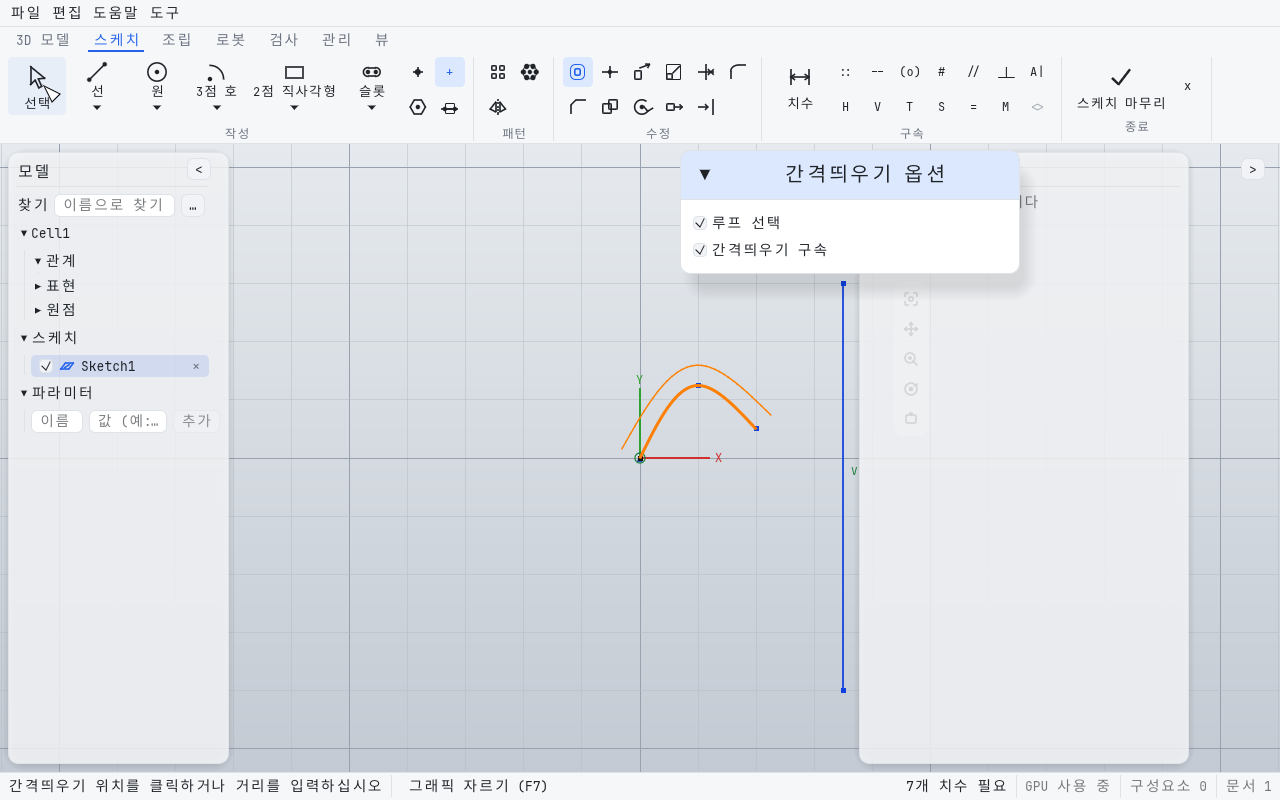 파일 편집 도움말 도구
3D 모델 스케치 조립 로봇 검사 관리 뷰
선택 선 원 3점 호 2점 직사각형 슬롯 치수 스케치 마무리 x
:: -- (o) # // ⊥ A|
H V T S = M <>
작성 패턴 수정 구속 종료
모델 <
찾기 이름으로 찾기 …
▼ Cell1
▼ 관계
▶ 표현
▶ 원점
▼ 스케치
Sketch1 ×
▼ 파라미터
이름 값 (예:… 추가
▼ 간격띄우기 옵션
루프 선택
간격띄우기 구속
니다
>
Y
X
V
간격띄우기 위치를 클릭하거나 거리를 입력하십시오 그래픽 자르기 (F7) 7개 치수 필요 GPU 사용 중 구성요소 0 문서 1